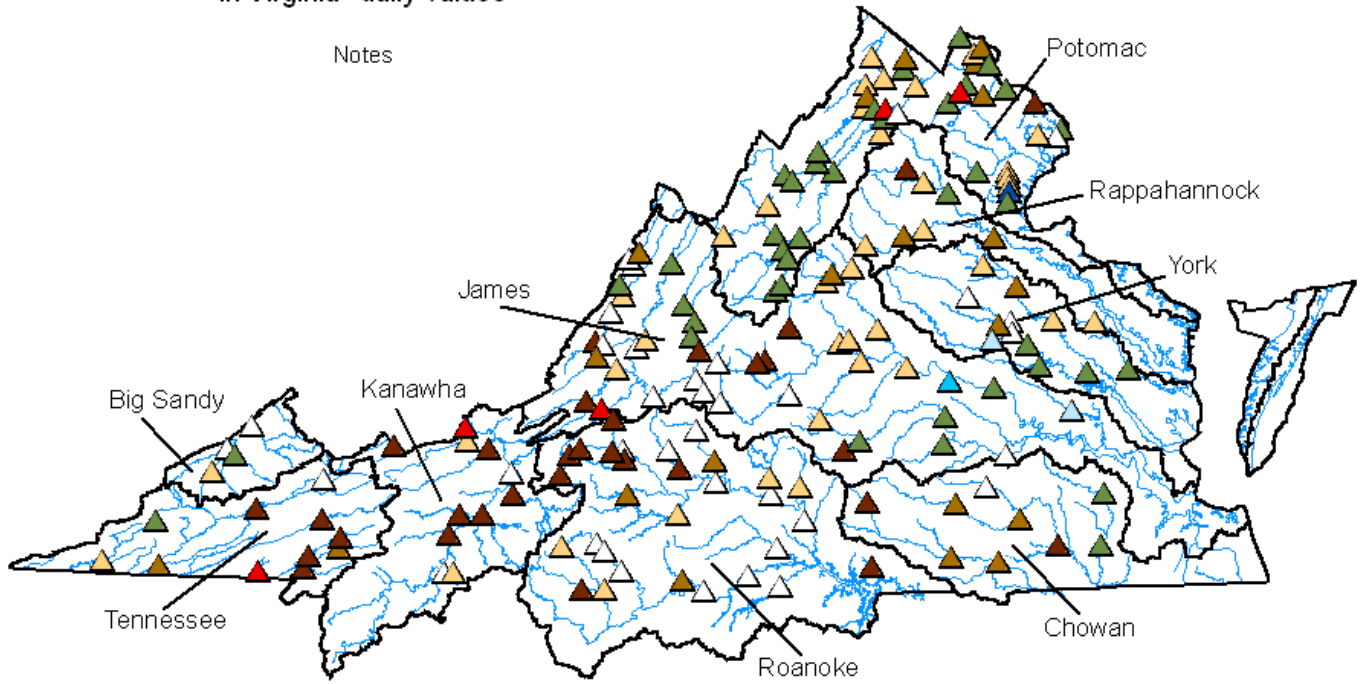 Notes
Potomac
Rappahannock
York
James
Kanawha
Big Sandy
Tennessee
Roanoke
Chowan